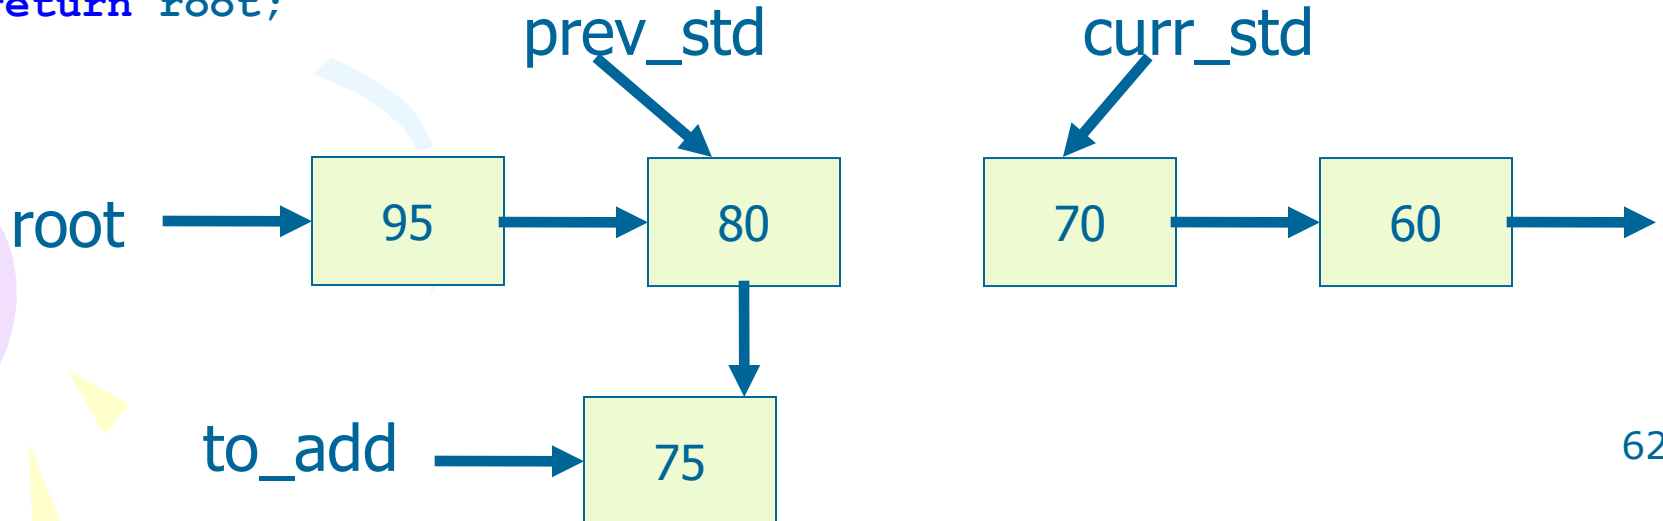 return root;
prev_std curr_std
root 95 80 70 60
to_add 75
62